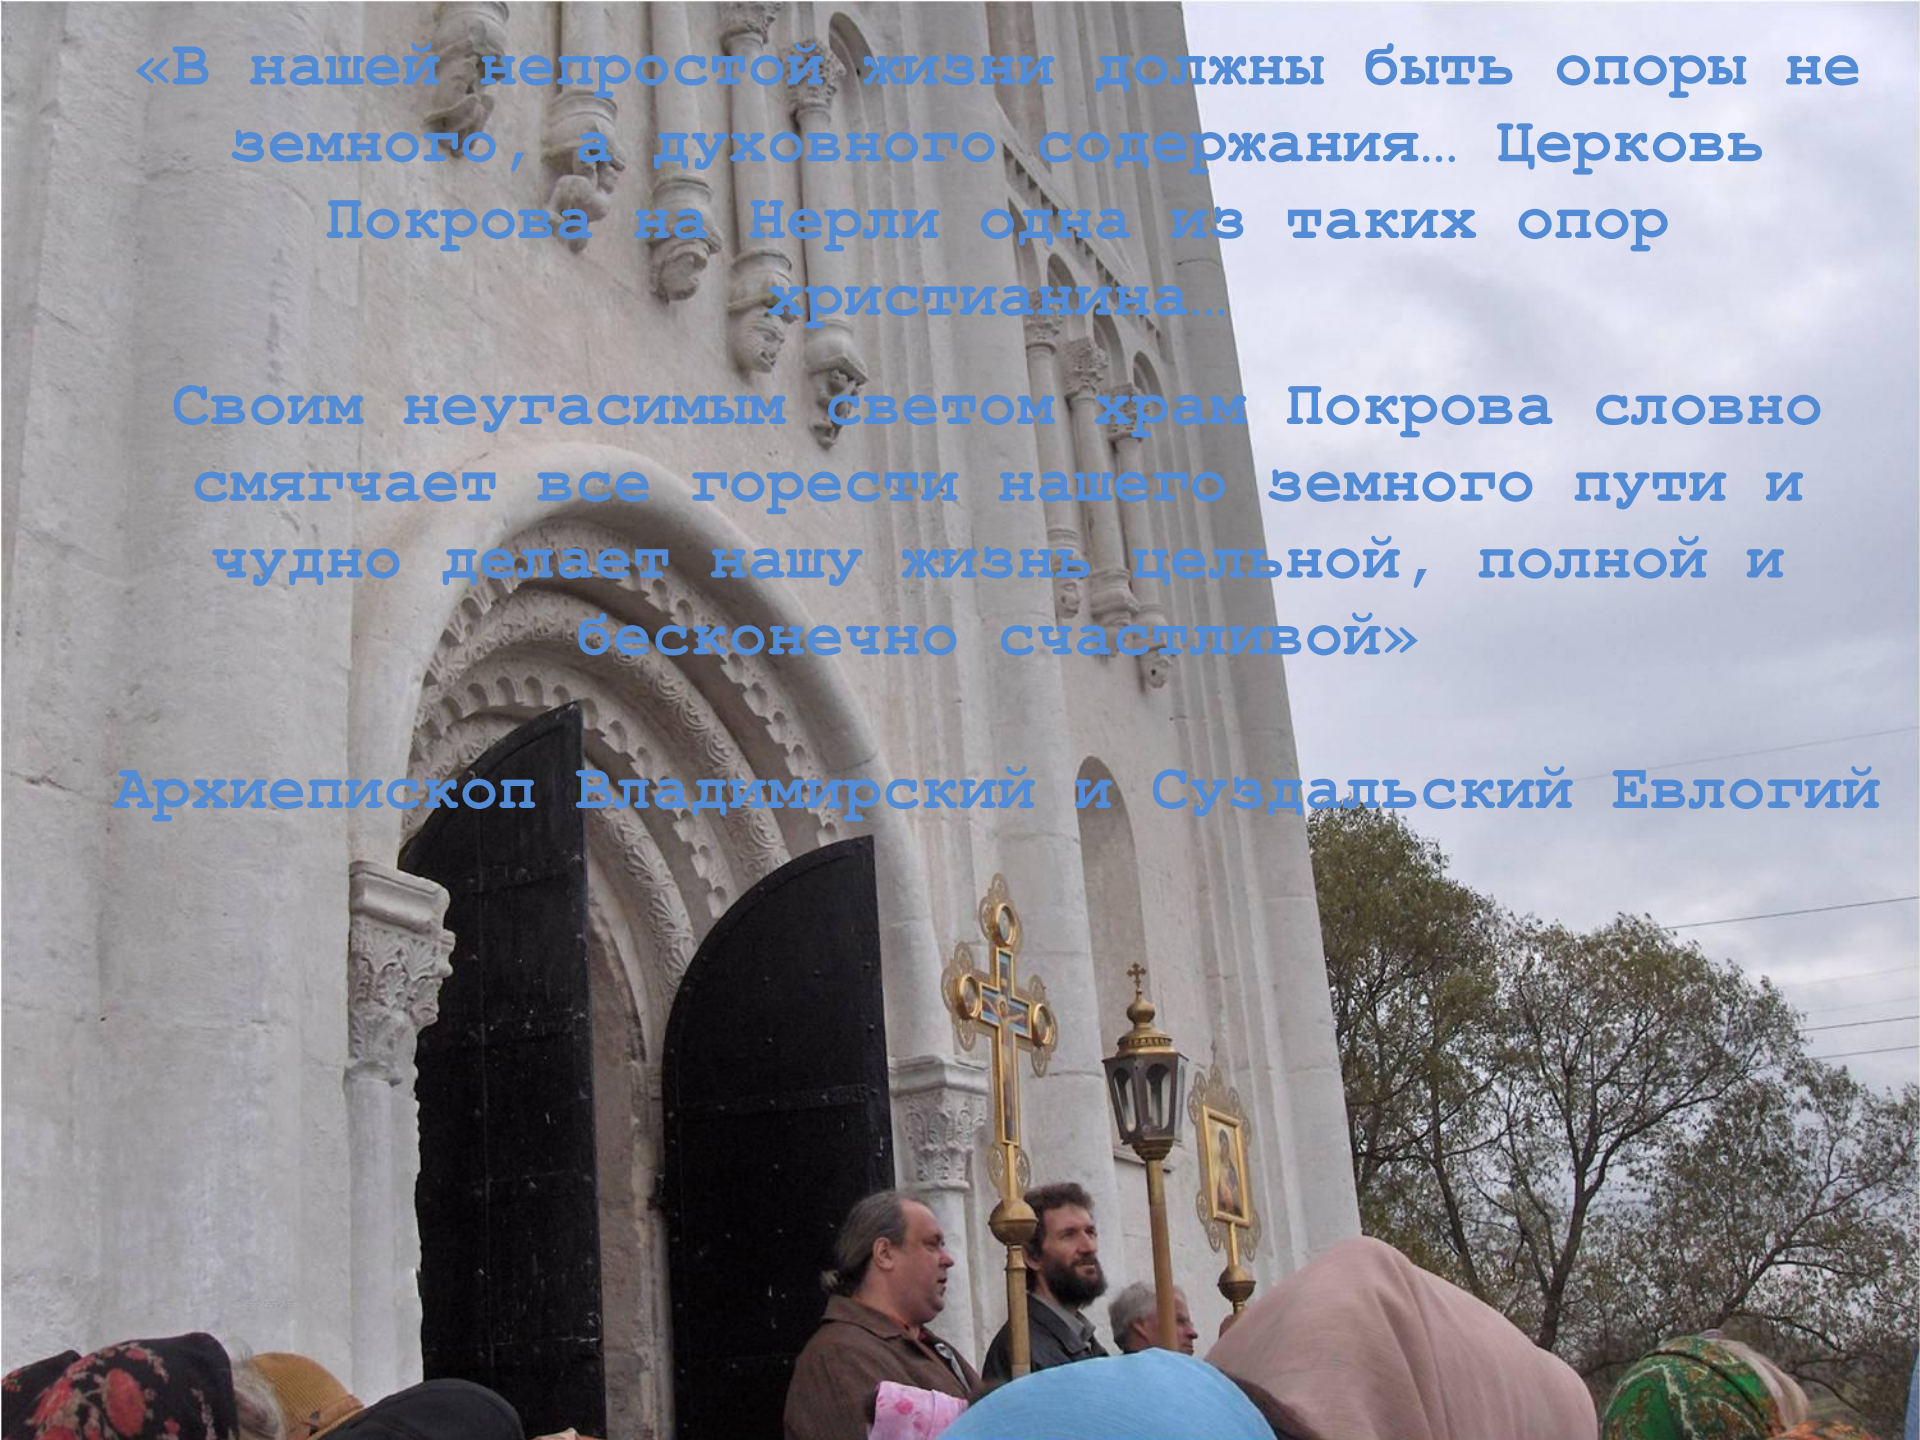 «В нашей непростой жизни должны быть опоры не
земного, а духовного содержания… Церковь
Покрова на Нерли одна из таких опор
христианина…
Своим неугасимым светом храм Покрова словно
смягчает все горести нашего земного пути и
чудно делает нашу жизнь цельной, полной и
бесконечно счастливой»
Архиепископ Владимирский и Суздальский Евлогий